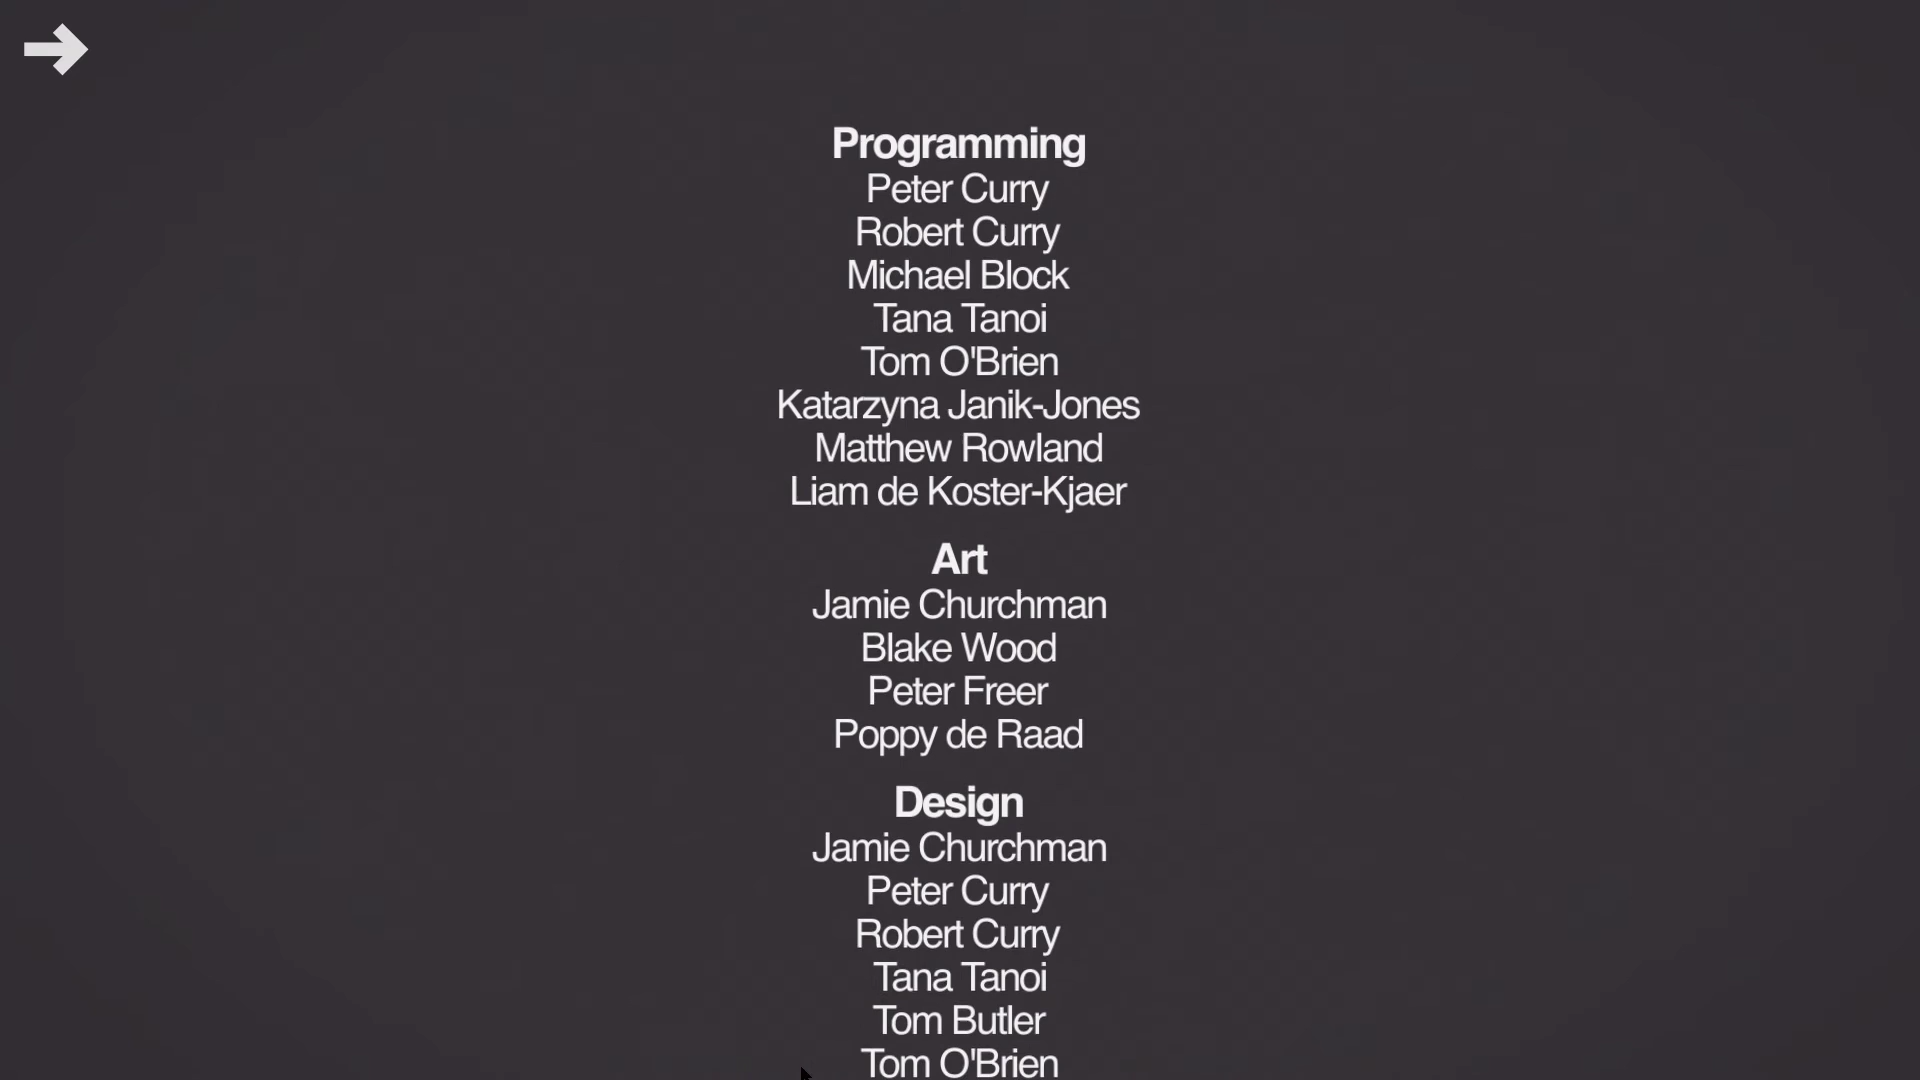 Programming
Peter Curry
Robert Curry
Michael Block
Tana Tanoi
Tom O'Brien
Katarzyna Janik-Jones
Matthew Rowland
Liam de Koster-Kjaer
Art
Jamie Churchman
Blake Wood
Peter Freer
Poppy de Raad
Design
Jamie Churchman
Peter Curry
Robert Curry
Tana Tanoi
Tom Butler
Tom O'Brien